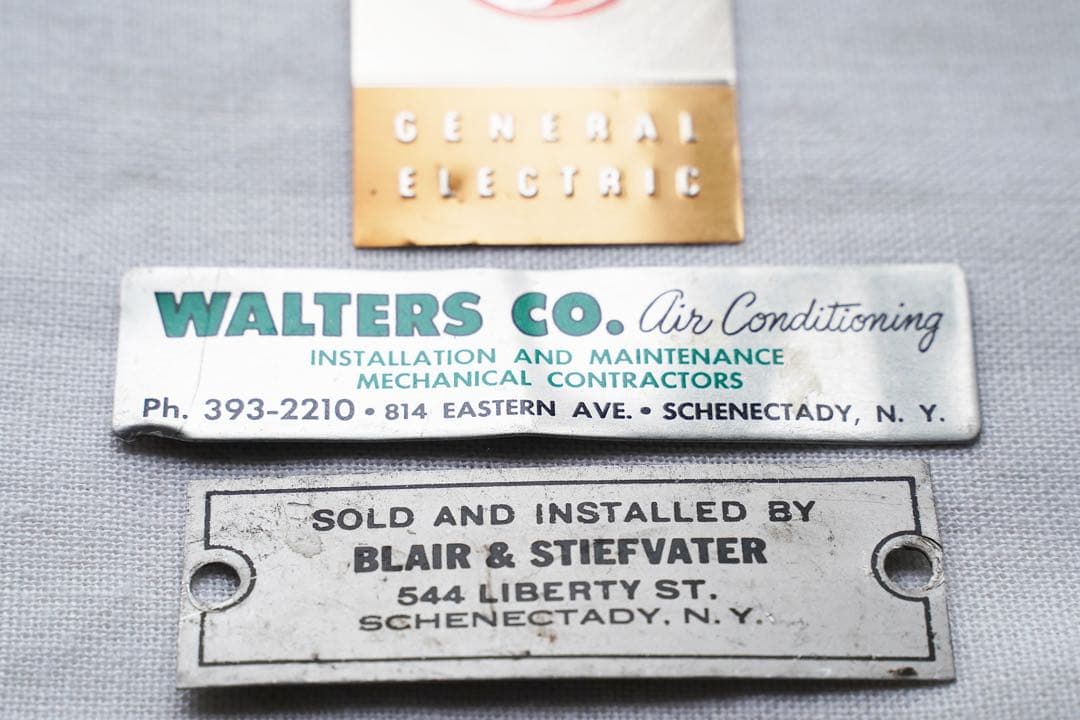 GENERAL
ELECTRIC
WALTERS CO. Air Conditioning
INSTALLATION AND MAINTENANCE
MECHANICAL CONTRACTORS
Ph. 393-2210 • 814 EASTERN AVE. • SCHENECTADY, N. Y.
SOLD AND INSTALLED BY
BLAIR & STIEFVATER
544 LIBERTY ST.
SCHENECTADY, N. Y.